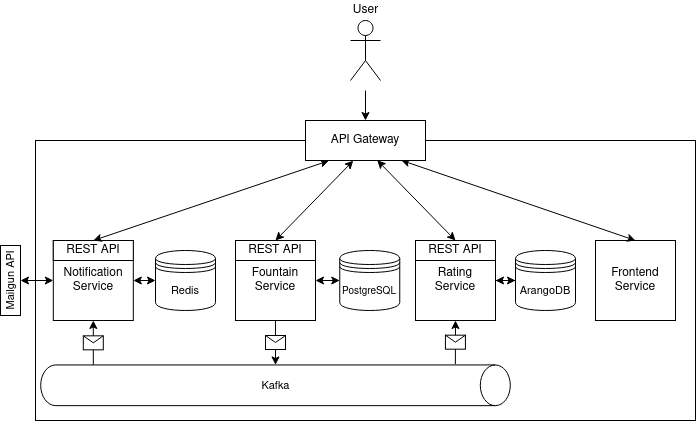 User
API Gateway
REST API
REST API
REST API
Notification
Service
Redis
Fountain
Service
PostgreSQL
Rating
Service
ArangoDB
Frontend
Service
Mailgun API
Kafka